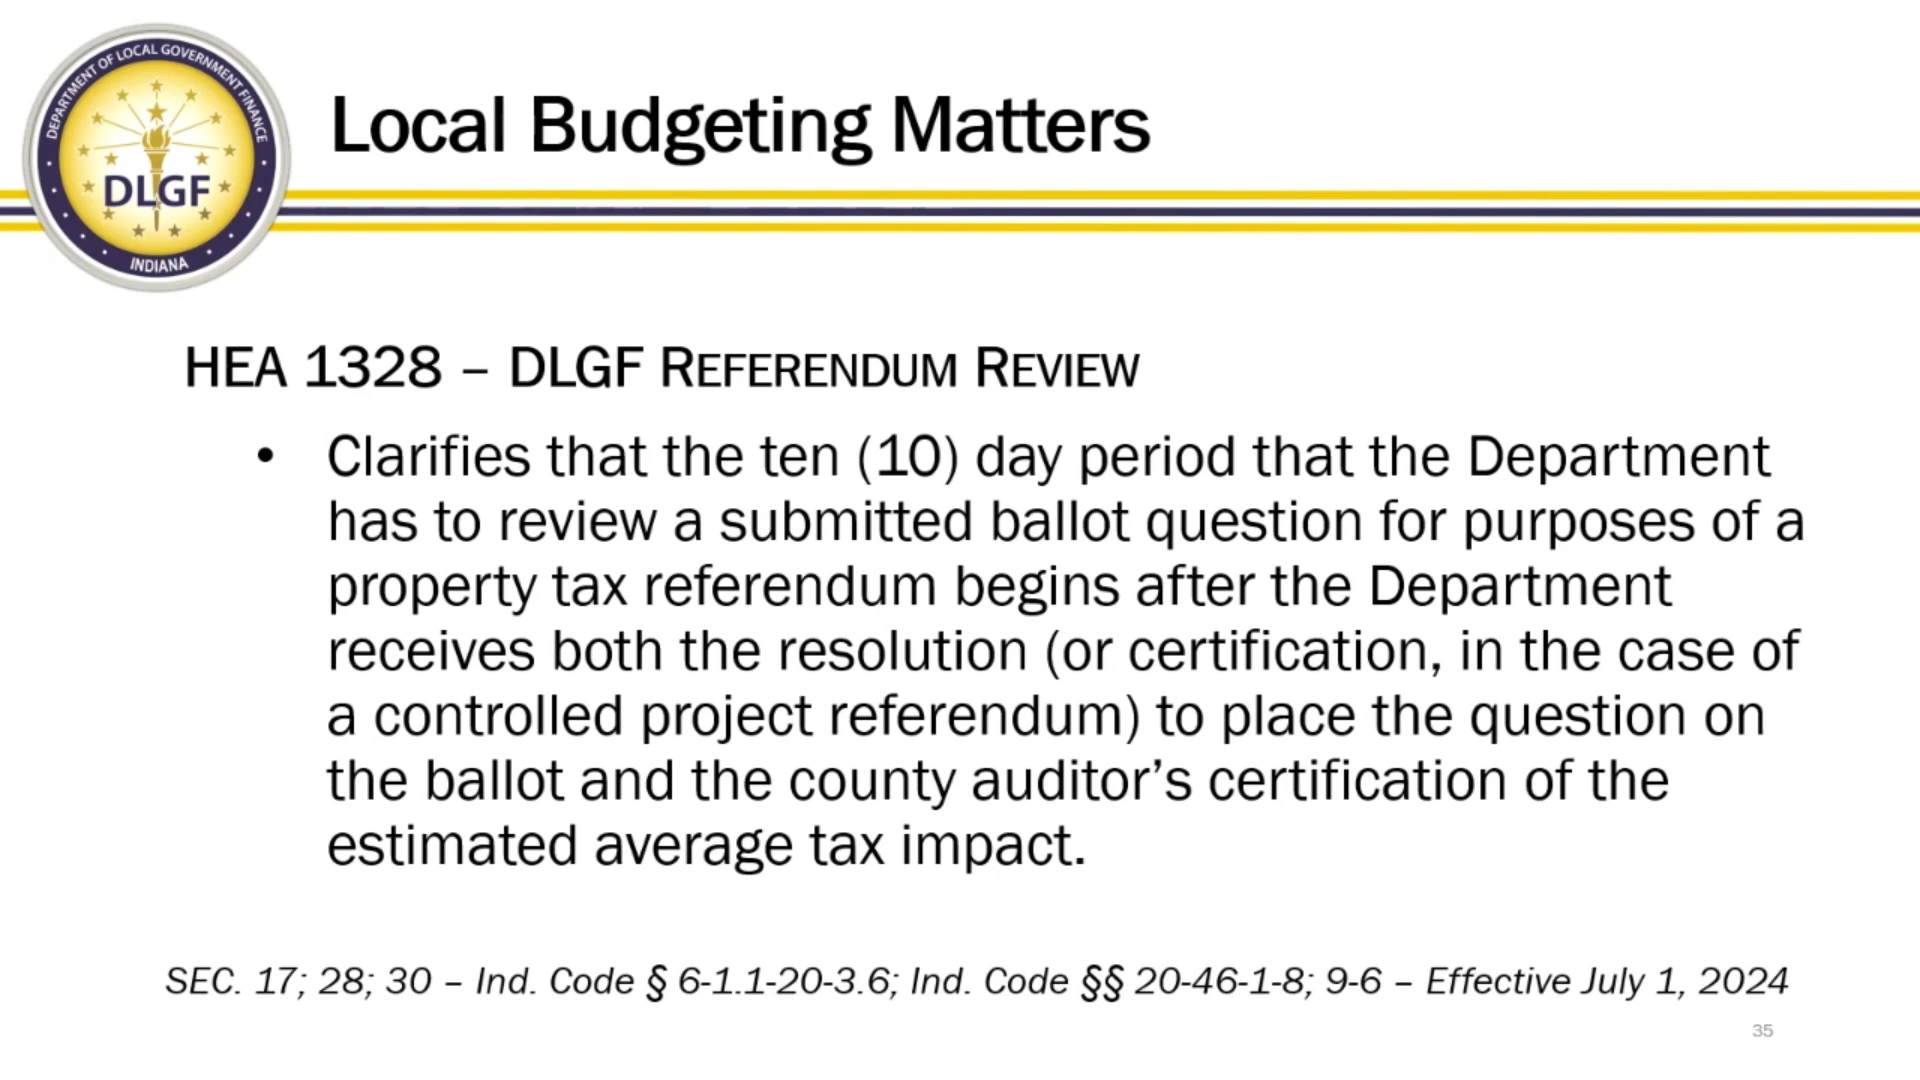 DEPARTMENT OF LOCAL GOVERNMENT FINANCE
DLGF
INDIANA
Local Budgeting Matters
HEA 1328 – DLGF REFERENDUM REVIEW
• Clarifies that the ten (10) day period that the Department
has to review a submitted ballot question for purposes of a
property tax referendum begins after the Department
receives both the resolution (or certification, in the case of
a controlled project referendum) to place the question on
the ballot and the county auditor’s certification of the
estimated average tax impact.
SEC. 17; 28; 30 – Ind. Code § 6-1.1-20-3.6; Ind. Code §§ 20-46-1-8; 9-6 – Effective July 1, 2024
35